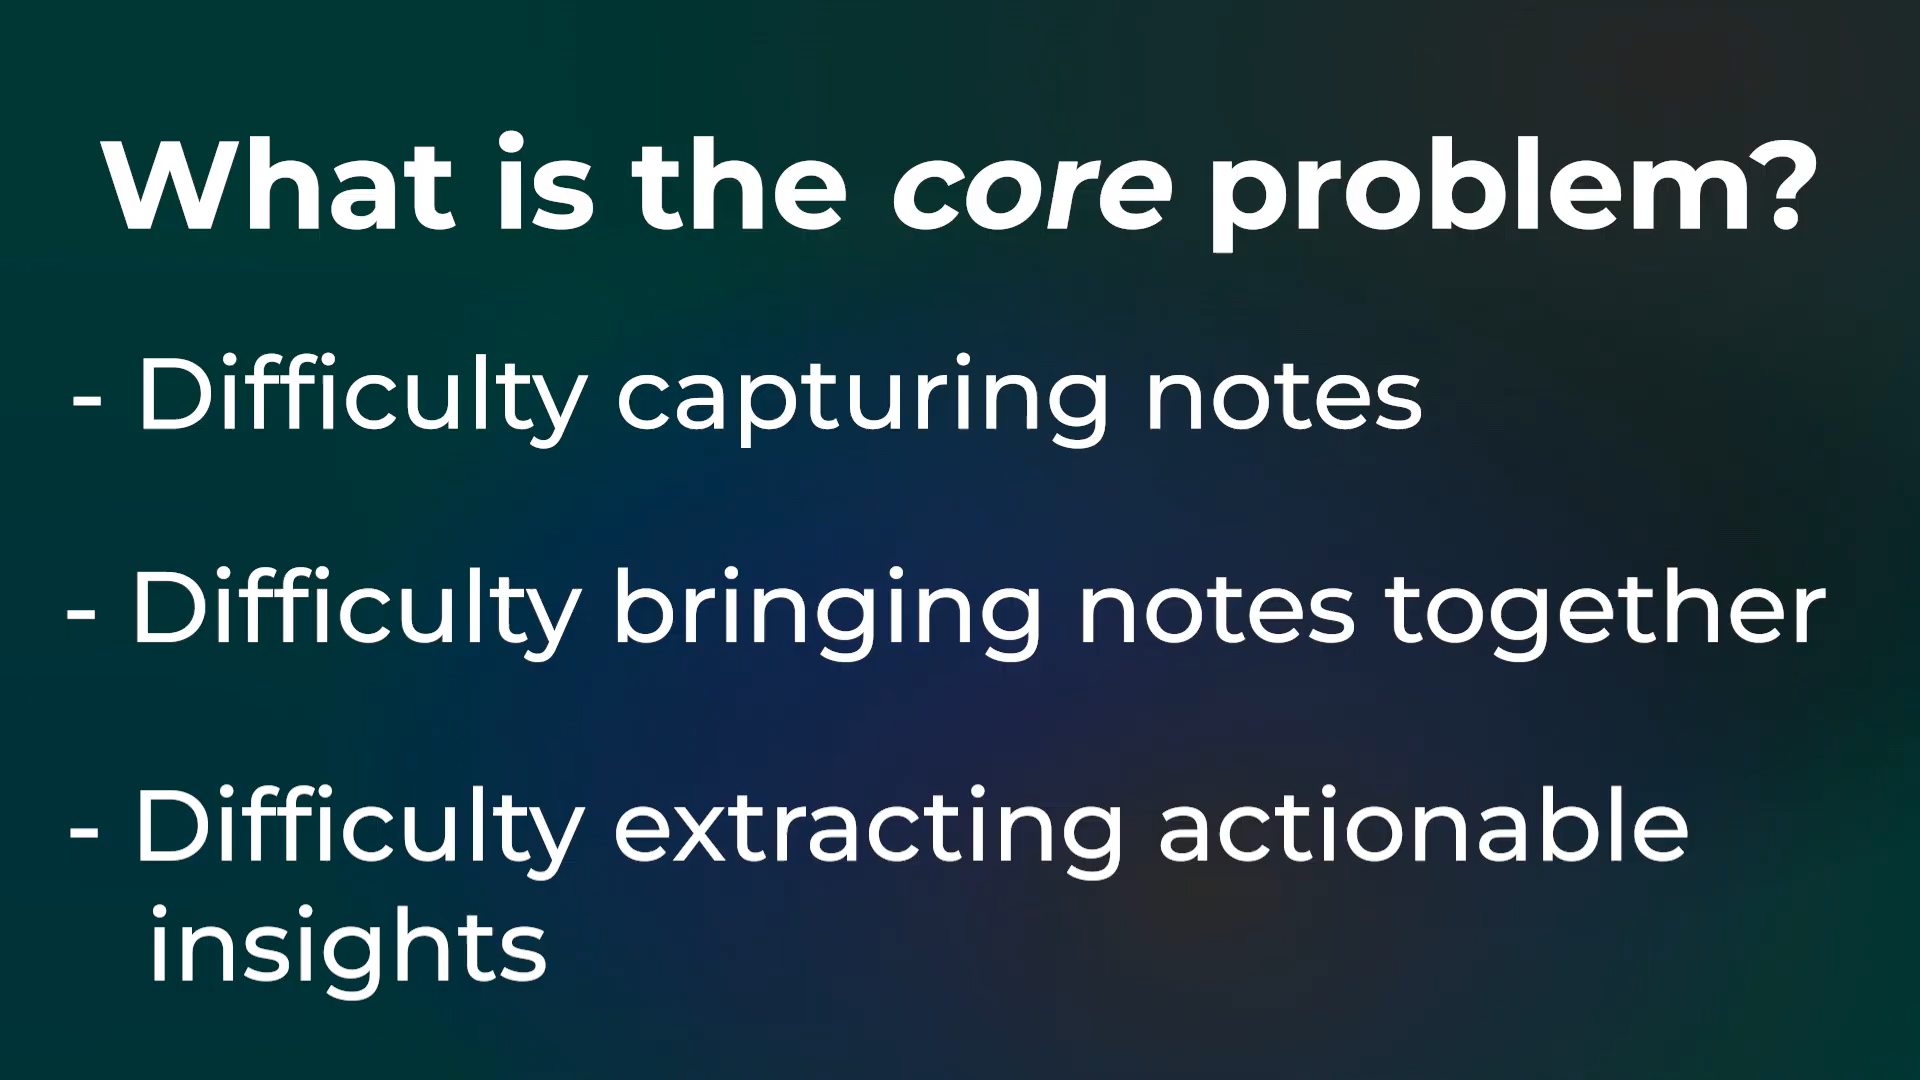 What is the core problem?
- Difficulty capturing notes
- Difficulty bringing notes together
- Difficulty extracting actionable
insights